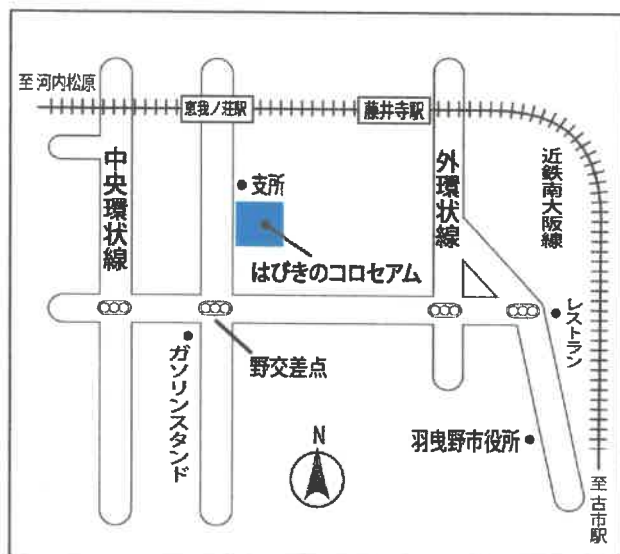 至 河内松原
恵我ノ荘駅
藤井寺駅
中央環状線
支所
外環状線
近鉄南大阪線
はびきのコロセアム
レストラン
野交差点
ガソリンスタンド
羽曳野市役所
N
至 古市駅